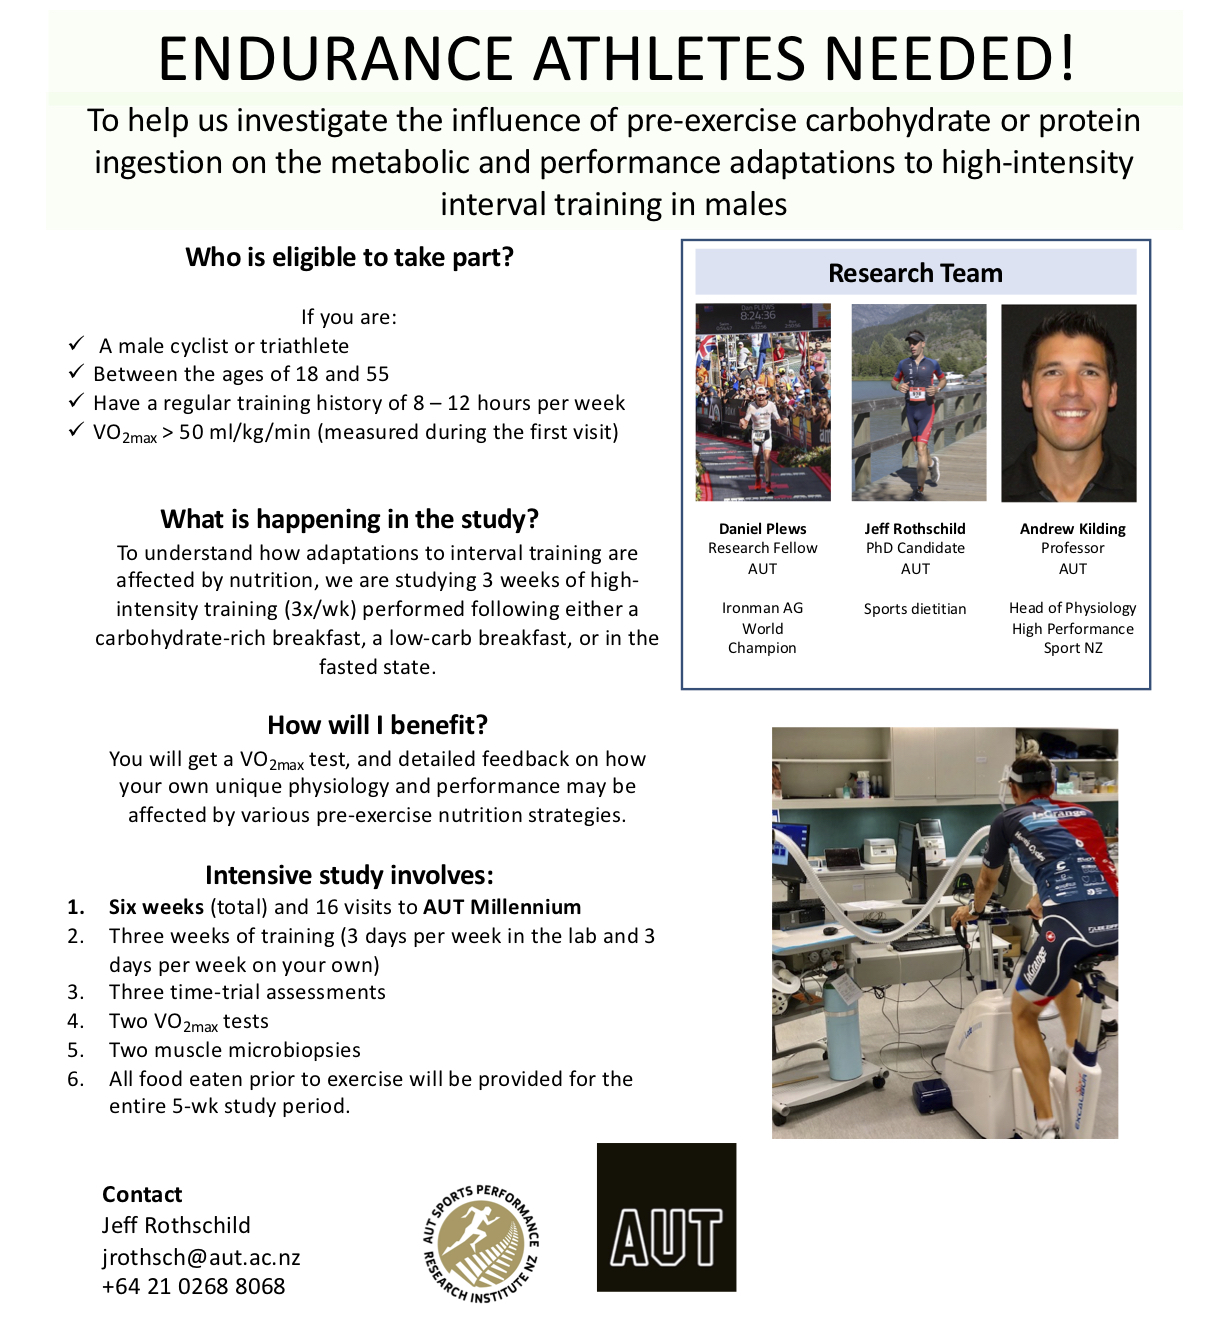 ENDURANCE ATHLETES NEEDED!
To help us investigate the influence of pre-exercise carbohydrate or protein
ingestion on the metabolic and performance adaptations to high-intensity
interval training in males
Who is eligible to take part?
If you are:
✓ A male cyclist or triathlete
✓ Between the ages of 18 and 55
✓ Have a regular training history of 8 – 12 hours per week
✓ VO2max > 50 ml/kg/min (measured during the first visit)
What is happening in the study?
To understand how adaptations to interval training are
affected by nutrition, we are studying 3 weeks of high-
intensity training (3x/wk) performed following either a
carbohydrate-rich breakfast, a low-carb breakfast, or in the
fasted state.
How will I benefit?
You will get a VO2max test, and detailed feedback on how
your own unique physiology and performance may be
affected by various pre-exercise nutrition strategies.
Intensive study involves:
1. Six weeks (total) and 16 visits to AUT Millennium
2. Three weeks of training (3 days per week in the lab and 3
days per week on your own)
3. Three time-trial assessments
4. Two VO2max tests
5. Two muscle microbiopsies
6. All food eaten prior to exercise will be provided for the
entire 5-wk study period.
Research Team
8:24:36
Daniel Plews
Research Fellow
AUT
Ironman AG
World
Champion
Jeff Rothschild
PhD Candidate
AUT
Sports dietitian
Andrew Kilding
Professor
AUT
Head of Physiology
High Performance
Sport NZ
LaGrange
LaGrange
EXCALIBUR
Contact
Jeff Rothschild
jrothsch@aut.ac.nz
+64 21 0268 8068
AUT SPORTS PERFORMANCE
RESEARCH INSTITUTE NZ
AUT